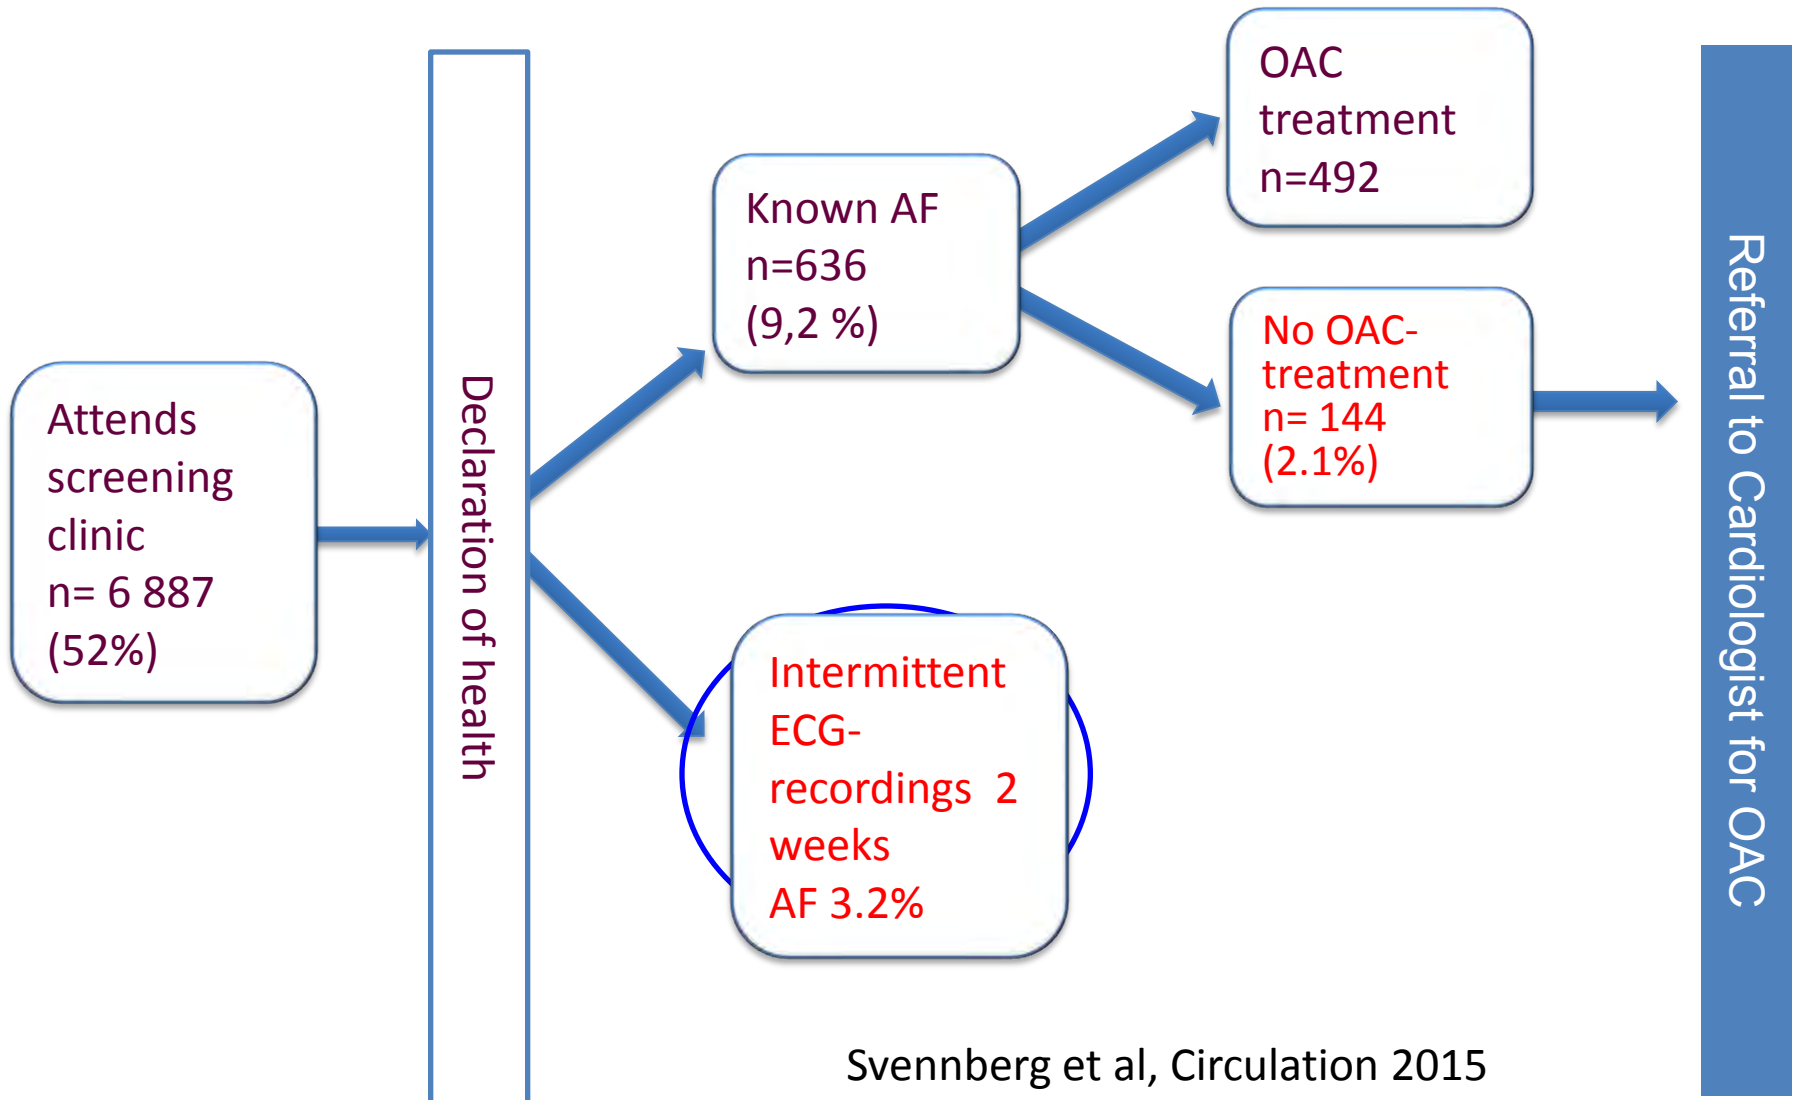 Attends
screening
clinic
n= 6 887
(52%)
Declaration of health
Known AF
n=636
(9,2 %)
OAC
treatment
n=492
No OAC-
treatment
n= 144
(2.1%)
Intermittent
ECG-
recordings  2
weeks
AF 3.2%
Referral to Cardiologist for OAC
Svennberg et al, Circulation 2015